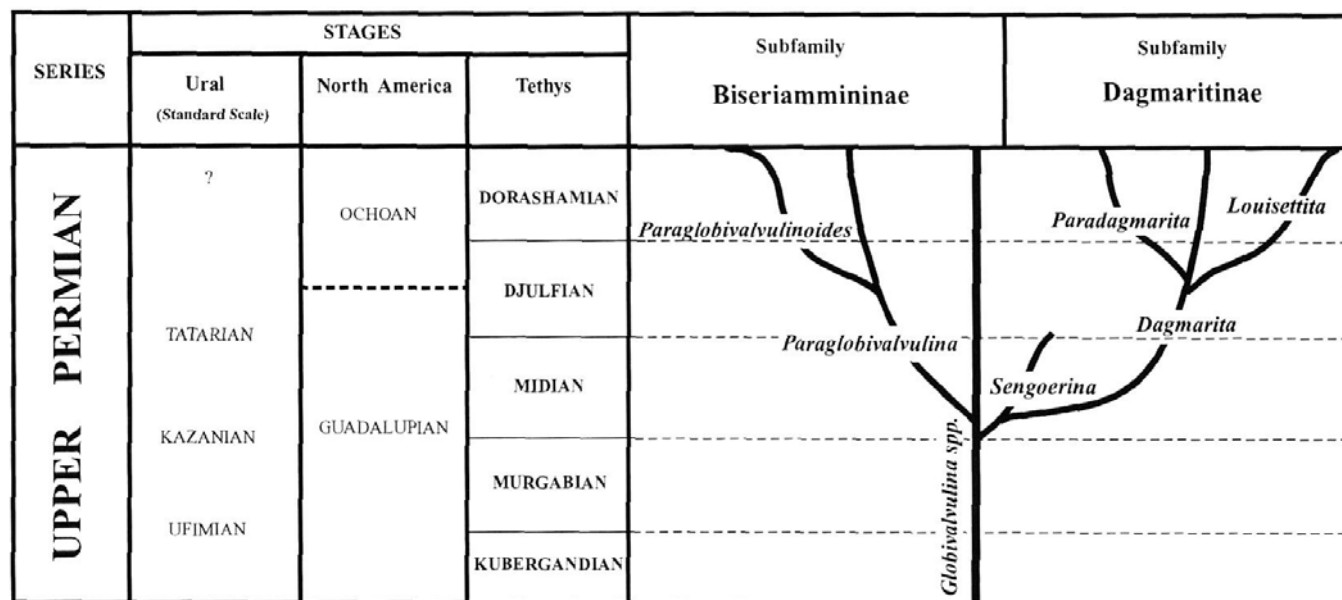 SERIES
STAGES
Ural
(Standard Scale)
North America
Tethys
Subfamily
Biseriammininae
Subfamily
Dagmaritinae
UPPER PERMIAN
?
TATARIAN
KAZANIAN
UFIMIAN
OCHOAN
GUADALUPIAN
DORASHAMIAN
DJULFIAN
MIDIAN
MURGABIAN
KUBERGANDIAN
Paraglobivalvulinoides
Paraglobivalvulina
Globivalvulina spp.
Paradagmarita
Louisettita
Dagmarita
Sengoerina